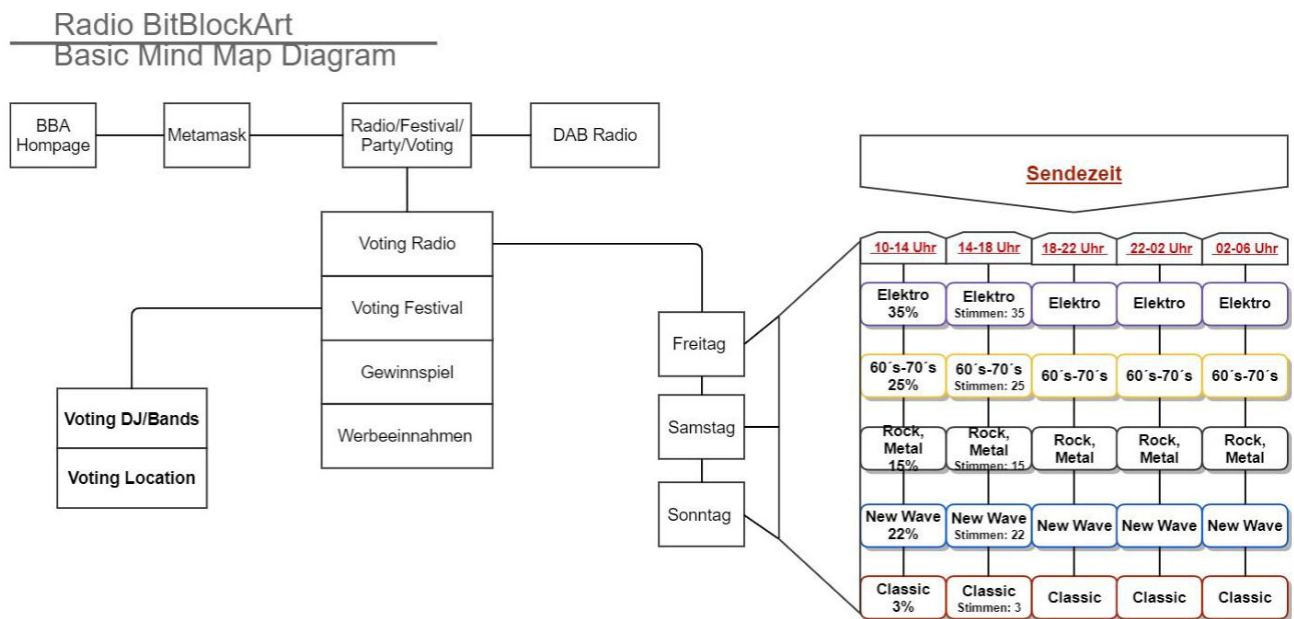 Radio BitBlockArt
Basic Mind Map Diagram
BBA
Hompage
Metamask
Radio/Festival/
Party/Voting
DAB Radio
Voting Radio
Voting Festival
Gewinnspiel
Werbeeinnahmen
Voting DJ/Bands
Voting Location
Freitag
Samstag
Sonntag
Sendezeit
10-14 Uhr 14-18 Uhr 18-22 Uhr 22-02 Uhr 02-06 Uhr
Elektro Elektro Elektro Elektro Elektro
35% Stimmen: 35
60´s-70´s 60´s-70´s 60´s-70´s 60´s-70´s 60´s-70´s
25% Stimmen: 25
Rock, Rock, Rock, Rock, Rock,
Metal Metal Metal Metal Metal
15% Stimmen: 15
New Wave New Wave New Wave New Wave New Wave
22% Stimmen: 22
Classic Classic Classic Classic Classic
3% Stimmen: 3